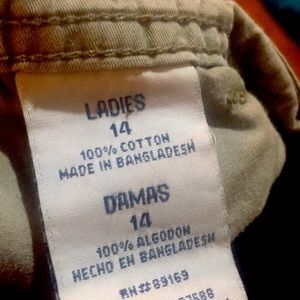 LADIES
14
100% COTTON
MADE IN BANGLADESH
DAMAS
14
100% ALGODON
HECHO EN BANGLADESH
RN# 89169